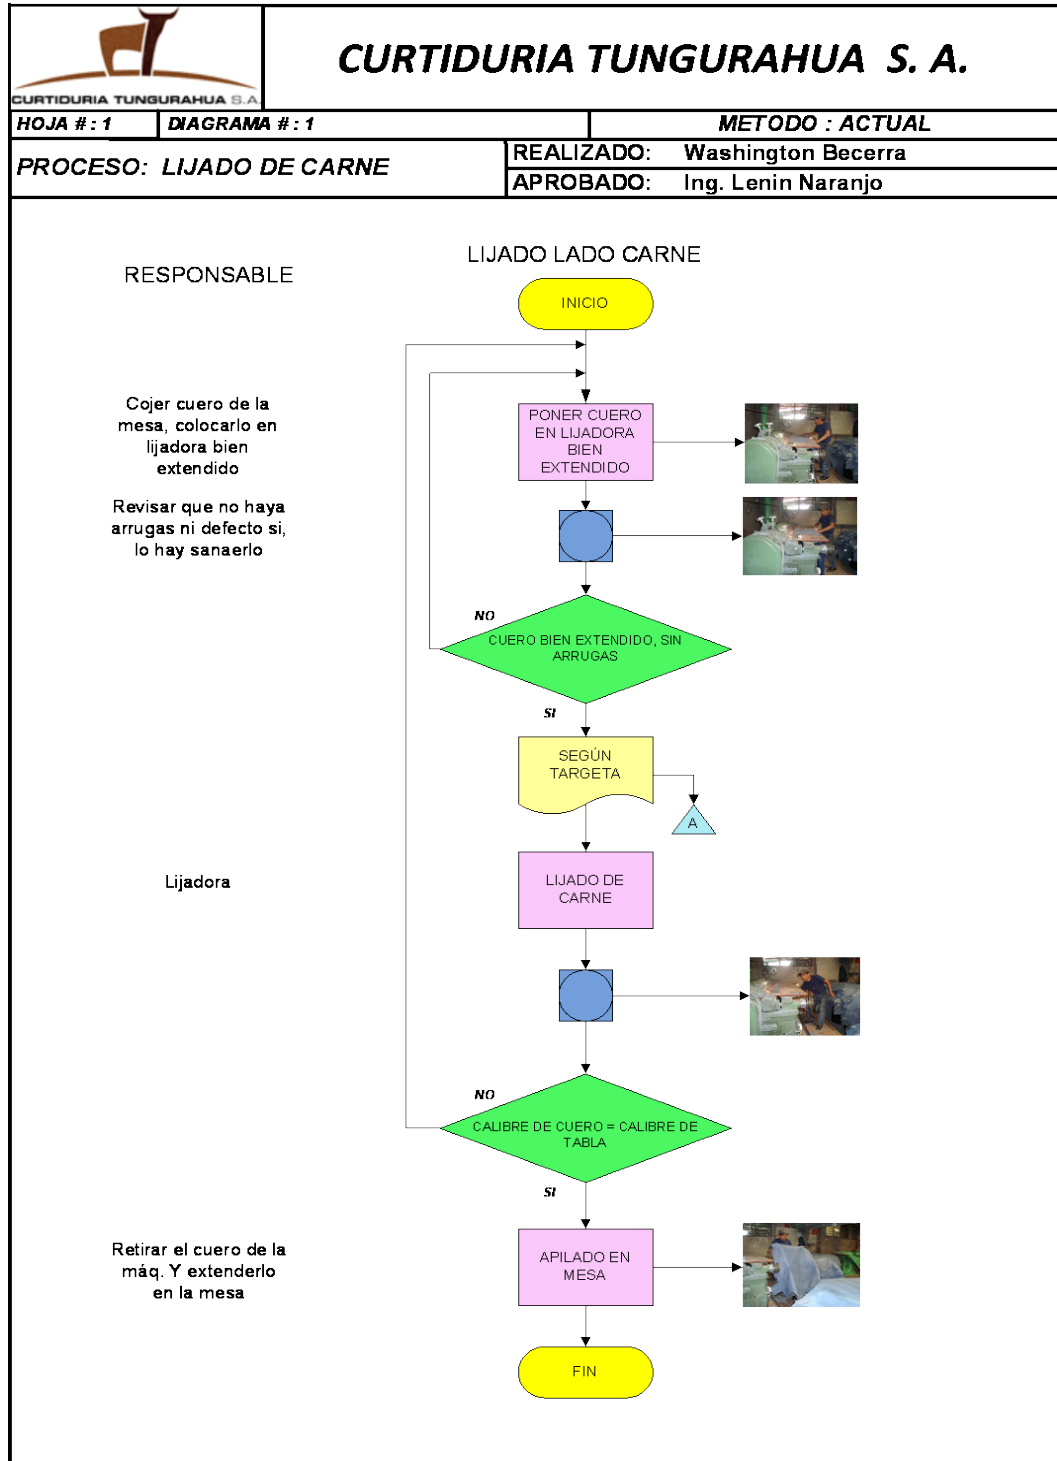 CURTIDURIA TUNGURAHUA S.A.
CURTIDURIA TUNGURAHUA S. A.
HOJA # : 1
DIAGRAMA # : 1
METODO : ACTUAL
PROCESO: LIJADO DE CARNE
REALIZADO: Washington Becerra
APROBADO: Ing. Lenin Naranjo
RESPONSABLE
LIJADO LADO CARNE
INICIO
Cojer cuero de la
mesa, colocarlo en
lijadora bien
extendido
PONER CUERO
EN LIJADORA
BIEN
EXTENDIDO
Revisar que no haya
arrugas ni defecto si,
lo hay sanaerlo
NO
CUERO BIEN EXTENDIDO, SIN
ARRUGAS
SI
SEGÚN
TARGETA
A
Lijadora
LIJADO DE
CARNE
NO
CALIBRE DE CUERO = CALIBRE DE
TABLA
SI
Retirar el cuero de la
máq. Y extenderlo
en la mesa
APILADO EN
MESA
FIN